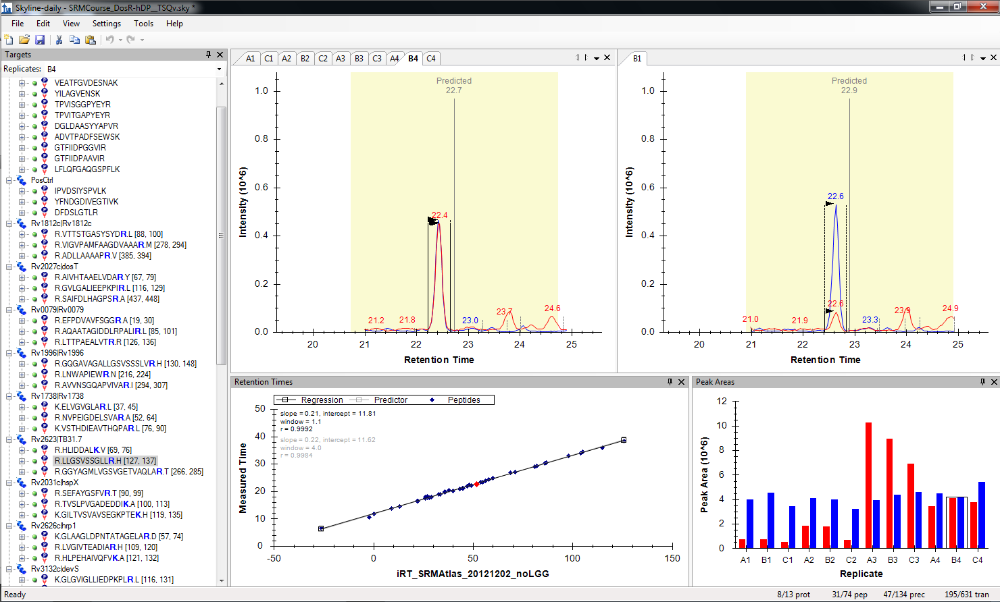 Skyline-daily - SRMCourse_DosR-hDP__TSQv.sky *
File Edit View Settings Tools Help
Targets
Replicates: B4
VEATFGVDESNAK
YILAGVENSK
TPVISGGPYEYR
TPVITGAPYEYR
DGLDAASYYAPVR
ADVTPADFSEWSK
GTFIIDPGGVIR
GTFIIDPAAVIR
LFLQFGAQGSPFLK
PosCtrl
IPVDSIYSPVLK
YFNDGDIVEGTIVK
DFDSLGTLR
Rv1812c|Rv1812c
R.VTTSTGASYSYDR.L [88, 100]
R.VIGVPAMFAAGDVAAAR.M [278, 294]
R.ADLLAAAAPR.V [385, 394]
Rv2027c|dosT
R.AIVHTAAELVDAR.Y [67, 79]
R.GVLGALIEEPKPIR.L [116, 129]
R.SAIFDLHAGPSR.A [437, 448]
Rv0079|Rv0079
R.EFPDVAVFSGGR.A [19, 30]
R.AQAATAGIDDLRPALIR.L [85, 101]
R.LTTPAEALVTR.R [126, 136]
Rv1996|Rv1996
R.GQGAVAGALLGSVSSSLVR.H [130, 148]
R.LNWAPIEWR.N [216, 224]
R.AVVNSGQAPVIVAR.I [294, 307]
Rv1738|Rv1738
K.ELVGVGLAR.L [37, 45]
R.NVPEIGDELSVAR.A [52, 64]
K.VSTHDIEAVTHQPAR.L [76, 90]
Rv2623|TB31.7
R.HLIDDALK.V [69, 76]
R.LLGSVSSGLLR.H [127, 137]
R.GGYAGMLVGSVGETVAQLAR.T [266, 285]
Rv2031c|hspX
R.SEFAYGSFVR.T [90, 99]
R.TVSLPVGADEDDIK.A [100, 113]
K.GILTVSVAVSEGKPTEK.H [119, 135]
Rv2626c|hrp1
K.GLAAGLDPNTATAGELAR.D [57, 74]
R.LVGIVTEADIAR.H [109, 120]
R.HLPEHAIVQFVK.A [121, 132]
Rv3132c|devS
K.GLGVIGLLIEDPKPLR.L [116, 131]
A1 C1 A2 B2 C2 A3 B3 C3 A4 B4 C4
Intensity (10^6)
1.0
0.8
0.6
0.4
0.2
0.0
Predicted
22.7
22.4
21.2 21.8 23.0 23.7 24.6
20 21 22 23 24 25
Retention Time
B1
Intensity (10^6)
1.0
0.8
0.6
0.4
0.2
0.0
Predicted
22.9
22.6
22.6
21.0 21.9 23.3 23.9 24.9
20 21 22 23 24 25
Retention Time
Retention Times
Regression Predictor Peptides
slope = 0.21, intercept = 11.81
window = 1.1
r = 0.9992
slope = 0.22, intercept = 11.62
window = 4.0
r = 0.9984
Measured Time
50
40
30
20
10
0
-50 0 50 100 150
iRT_SRMAtlas_20121202_noLGG
Peak Areas
Peak Area (10^6)
12
10
8
6
4
2
0
A1 B1 C1 A2 B2 C2 A3 B3 C3 A4 B4 C4
Replicate
Ready
8/13 prot 31/74 pep 47/134 prec 195/631 tran